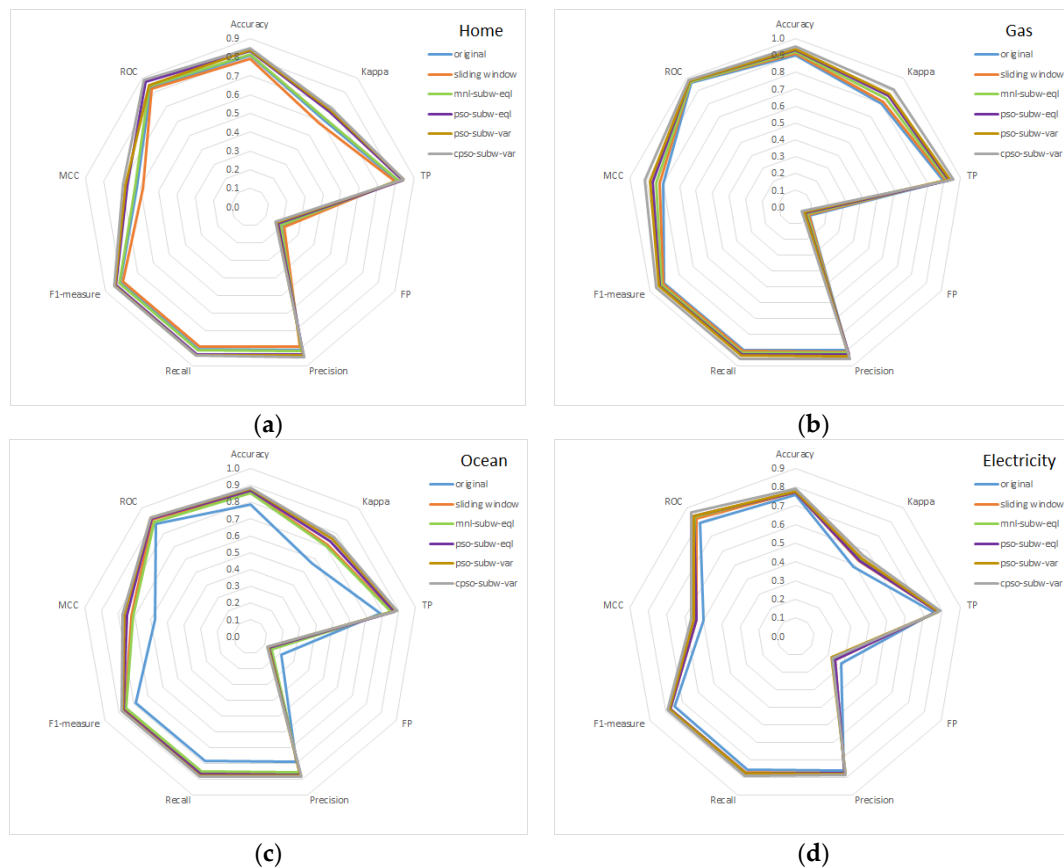 Home
original
sliding window
mnl-subw-eql
pso-subw-eql
pso-subw-var
cpso-subw-var
Accuracy
Kappa
TP
FP
Precision
Recall
F1-measure
MCC
ROC
0.9
0.8
0.7
0.6
0.5
0.4
0.3
0.2
0.1
0.0
(a)
Gas
original
sliding window
mnl-subw-eql
pso-subw-eql
pso-subw-var
cpso-subw-var
Accuracy
Kappa
TP
FP
Precision
Recall
F1-measure
MCC
ROC
1.0
0.9
0.8
0.7
0.6
0.5
0.4
0.3
0.2
0.1
0.0
(b)
Ocean
original
sliding window
mnl-subw-eql
pso-subw-eql
pso-subw-var
cpso-subw-var
Accuracy
Kappa
TP
FP
Precision
Recall
F1-measure
MCC
ROC
1.0
0.9
0.8
0.7
0.6
0.5
0.4
0.3
0.2
0.1
0.0
(c)
Electricity
original
sliding window
mnl-subw-eql
pso-subw-eql
pso-subw-var
cpso-subw-var
Accuracy
Kappa
TP
FP
Precision
Recall
F1-measure
MCC
ROC
0.9
0.8
0.7
0.6
0.5
0.4
0.3
0.2
0.1
0.0
(d)